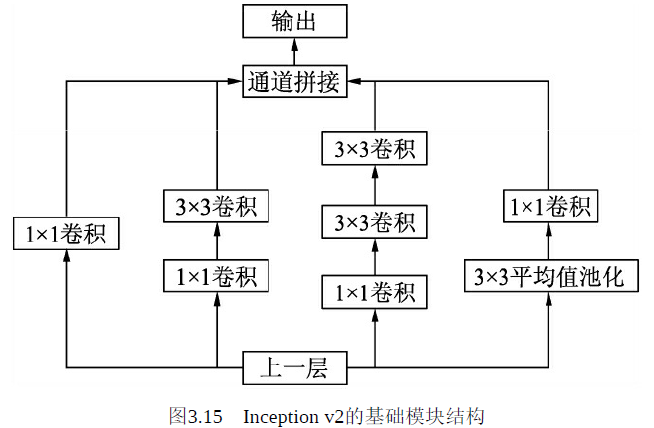 输出
通道拼接
3×3卷积
3×3卷积
3×3卷积
1×1卷积
1×1卷积
1×1卷积
3×3平均值池化
1×1卷积
上一层
图3.15 Inception v2的基础模块结构